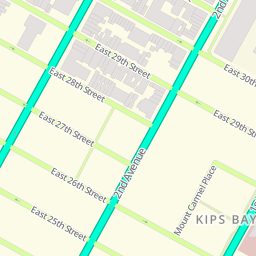 2nd
East 29th Street
East 30th
East 28th Street
East 29th Street
East 27th Street
2nd Avenue
Mount Carmel Place
East 26th Street
KIPS BA
East 25th Street